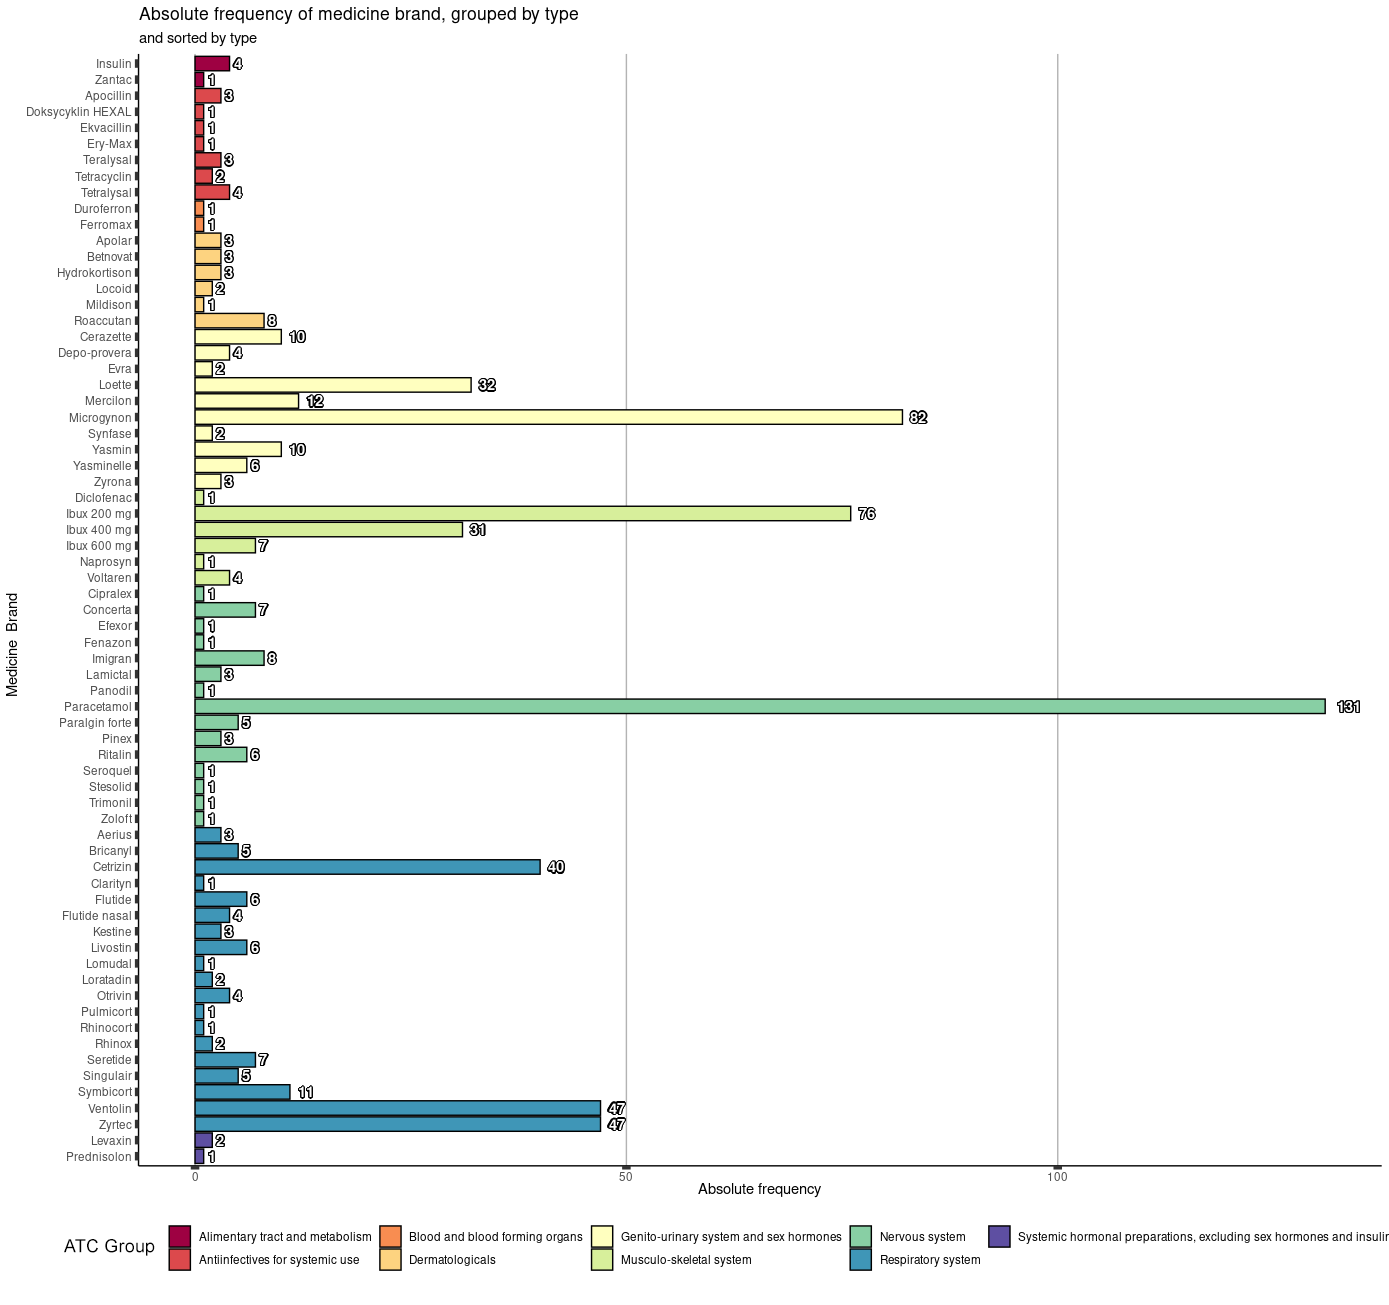 Absolute frequency of medicine brand, grouped by type
and sorted by type
Medicine Brand
Insulin 4
Zantac 1
Apocillin 3
Doksycyklin HEXAL 1
Ekvacillin 1
Ery-Max 1
Teralysal 3
Tetracyclin 2
Tetralysal 4
Duroferron 1
Ferromax 1
Apolar 3
Betnovat 3
Hydrokortison 3
Locoid 2
Mildison 1
Roaccutan 8
Cerazette 10
Depo-provera 4
Evra 2
Loette 32
Mercilon 12
Microgynon 82
Synfase 2
Yasmin 10
Yasminelle 6
Zyrona 3
Diclofenac 1
Ibux 200 mg 76
Ibux 400 mg 31
Ibux 600 mg 7
Naprosyn 1
Voltaren 4
Cipralex 1
Concerta 7
Efexor 1
Fenazon 1
Imigran 8
Lamictal 3
Panodil 1
Paracetamol 131
Paralgin forte 5
Pinex 3
Ritalin 6
Seroquel 1
Stesolid 1
Trimonil 1
Zoloft 1
Aerius 3
Bricanyl 5
Cetrizin 40
Clarityn 1
Flutide 6
Flutide nasal 4
Kestine 3
Livostin 6
Lomudal 1
Loratadin 2
Otrivin 4
Pulmicort 1
Rhinocort 1
Rhinox 2
Seretide 7
Singulair 5
Symbicort 11
Ventolin 47
Zyrtec 47
Levaxin 2
Prednisolon 1
0 50 100
Absolute frequency
ATC Group
Alimentary tract and metabolism
Antiinfectives for systemic use
Blood and blood forming organs
Dermatologicals
Genito-urinary system and sex hormones
Musculo-skeletal system
Nervous system
Respiratory system
Systemic hormonal preparations, excluding sex hormones and insulir